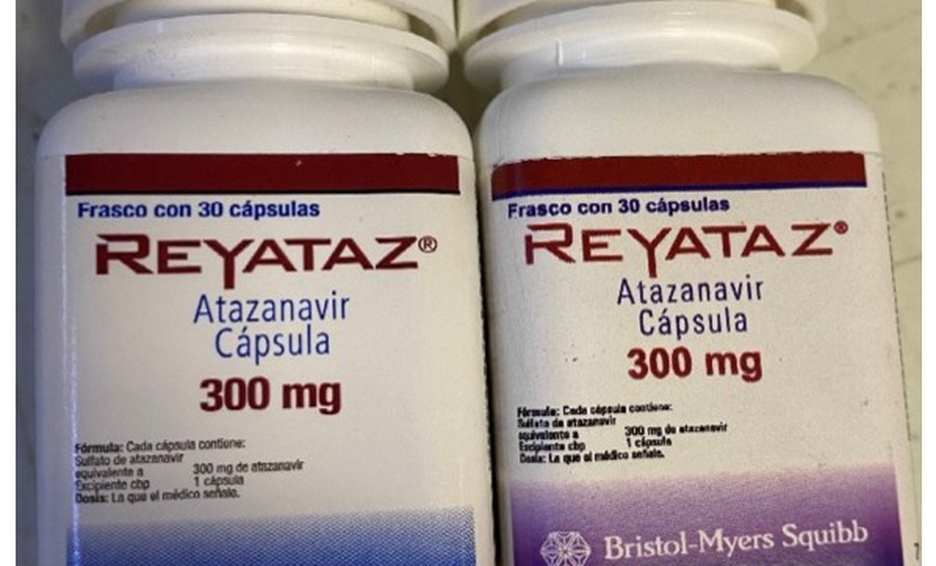 Frasco con 30 cápsulas
REYATAZ®
Atazanavir
Cápsula
300 mg
Fórmula: Cada cápsula contiene:
Sulfato de atazanavir
equivalente a 300 mg de atazanavir
Excipiente cbp 1 cápsula
Dosis: La que el médico señale.
Frasco con 30 cápsulas
REYATAZ®
Atazanavir
Cápsula
300 mg
Fórmula: Cada cápsula contiene:
Sulfato de atazanavir
equivalente a 300 mg de atazanavir
Excipiente cbp 1 cápsula
Dosis: La que el médico señale.
Bristol-Myers Squibb